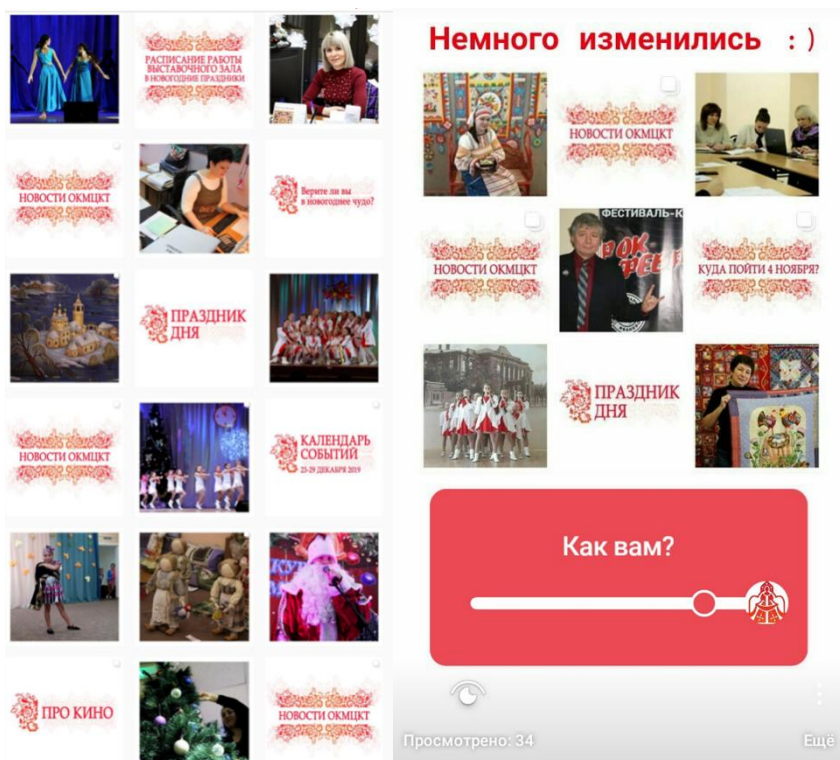 РАСПИСАНИЕ РАБОТЫ
ВЫСТАВОЧНОГО ЗАЛА
В НОВОГОДНИЕ ПРАЗДНИКИ
НОВОСТИ ОКМЦКТ
Верите ли вы
в новогоднее чудо?
ПРАЗДНИК
ДНЯ
НОВОСТИ ОКМЦКТ
КАЛЕНДАРЬ
СОБЫТИЙ
23-29 ДЕКАБРЯ 2019
ПРО КИНО
НОВОСТИ ОКМЦКТ
Немного изменились :)
НОВОСТИ ОКМЦКТ
НОВОСТИ ОКМЦКТ
ФЕСТИВАЛЬ-К
РОК
КУДА ПОЙТИ 4 НОЯБРЯ?
ПРАЗДНИК
ДНЯ
Как вам?
Просмотрено: 34
Ещё